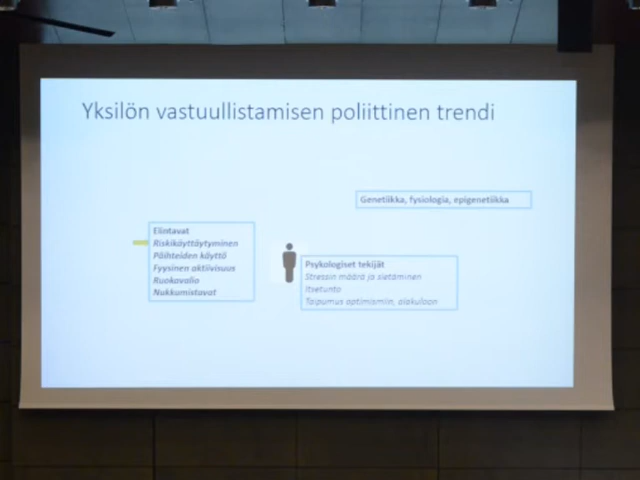 Yksilön vastuullistamisen poliittinen trendi
Genetiikka, fysiologia, epigenetiikka
Elintavat
Riskikäyttäytyminen
Päihteiden käyttö
Fyysinen aktiivisuus
Ruokavalio
Nukkumistavat
Psykologiset tekijät
Stressin määrä ja sietäminen
Itsetunto
Taipumus optimismiin, alakuloon